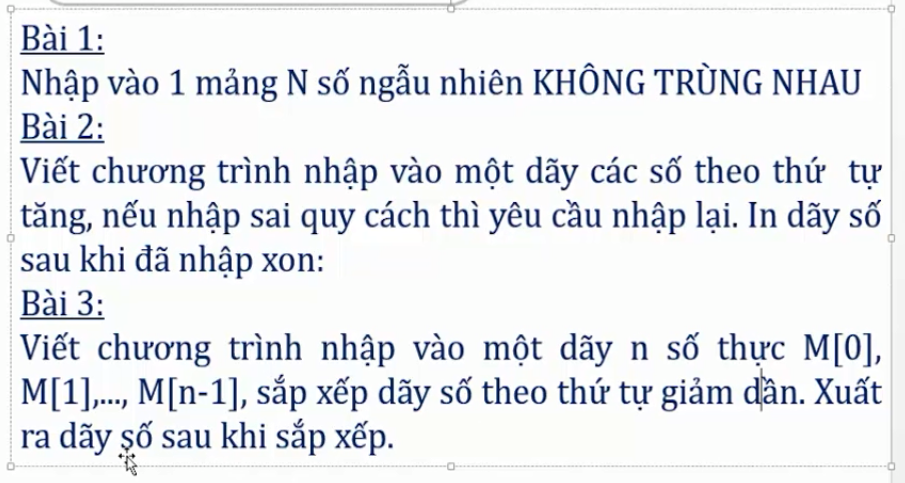 Bài 1:
Nhập vào 1 mảng N số ngẫu nhiên KHÔNG TRÙNG NHAU
Bài 2:
Viết chương trình nhập vào một dãy các số theo thứ tự
tăng, nếu nhập sai quy cách thì yêu cầu nhập lại. In dãy số
sau khi đã nhập xon:
Bài 3:
Viết chương trình nhập vào một dãy n số thực M[0],
M[1],..., M[n-1], sắp xếp dãy số theo thứ tự giảm dần. Xuất
ra dãy số sau khi sắp xếp.